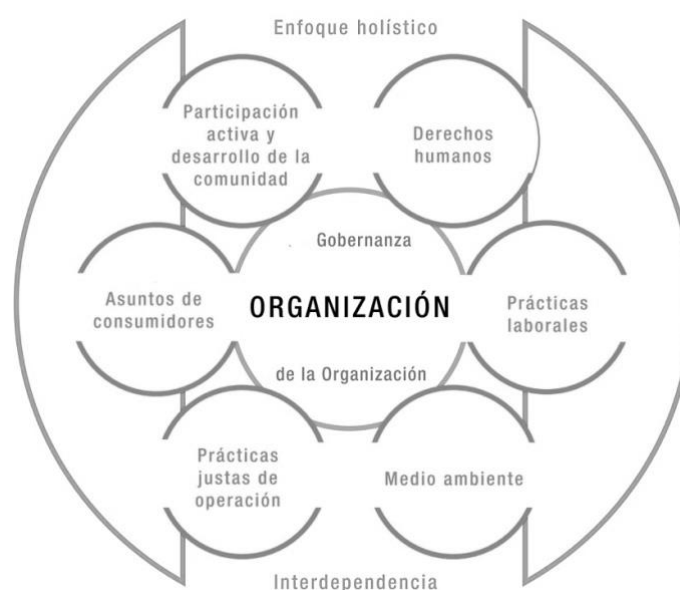 Enfoque holístico
Participación
activa y
desarrollo de la
comunidad
Derechos
humanos
Gobernanza
Asuntos de
consumidores
ORGANIZACIÓN
Prácticas
laborales
de la Organización
Prácticas
justas de
operación
Medio ambiente
Interdependencia